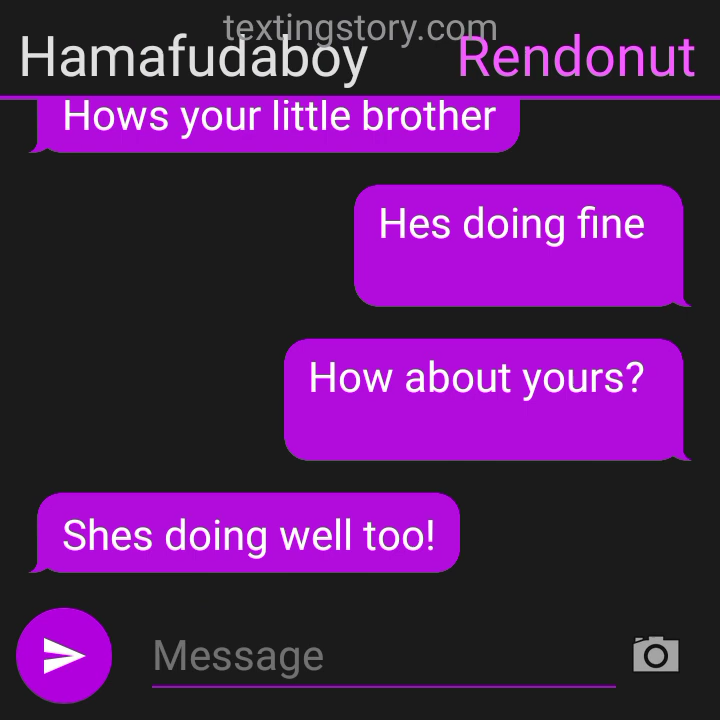 textingstory.com
Hamafudaboy Rendonut
Hows your little brother
Hes doing fine
How about yours?
Shes doing well too!
Message